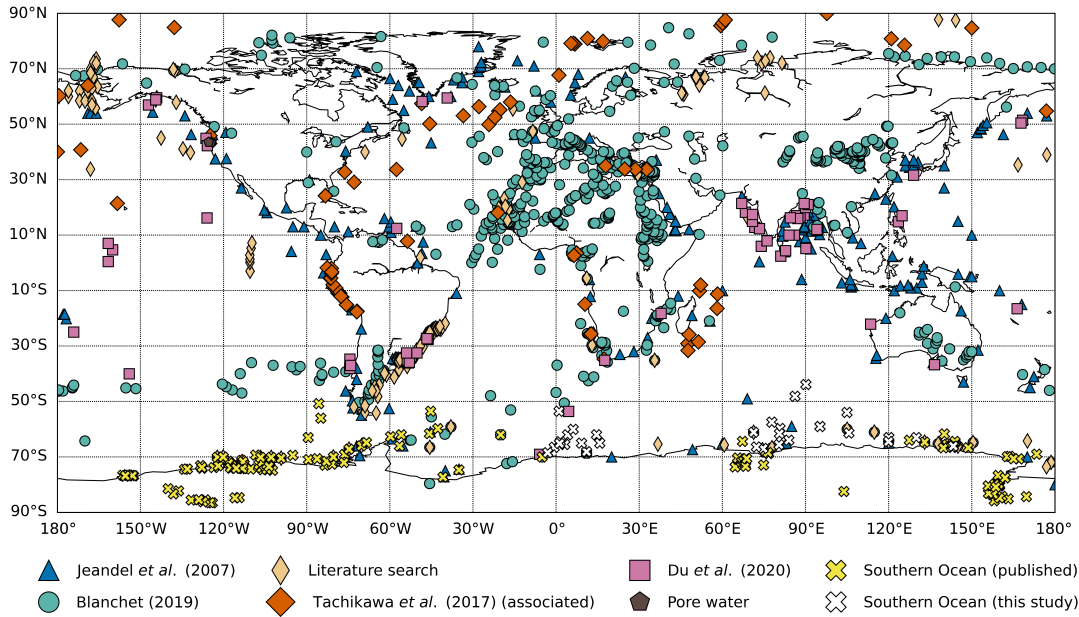 90°N
70°N
50°N
30°N
10°N
10°S
30°S
50°S
70°S
90°S
180° 150°W 120°W 90°W 60°W 30°W 0° 30°E 60°E 90°E 120°E 150°E 180°
Jeandel et al. (2007) Literature search Du et al. (2020) Southern Ocean (published)
Blanchet (2019) Tachikawa et al. (2017) (associated) Pore water Southern Ocean (this study)